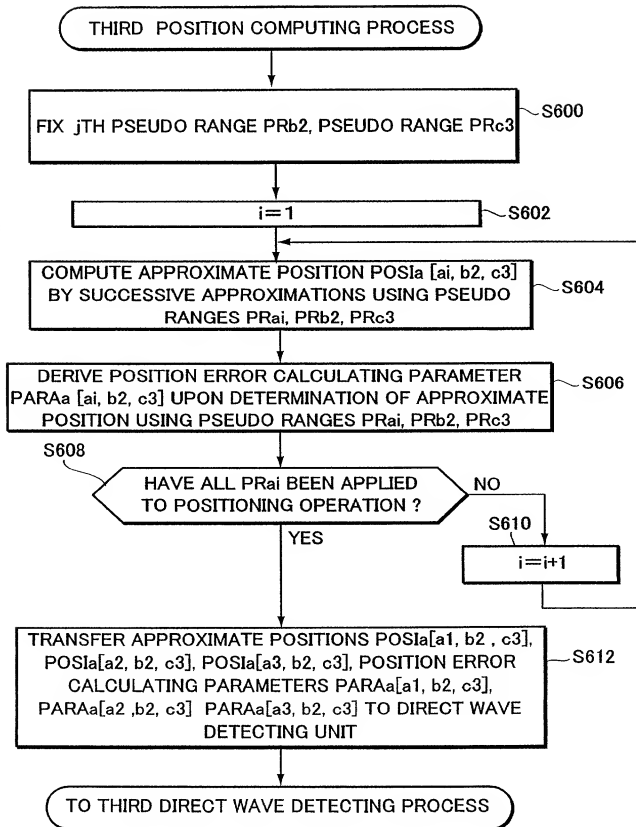 THIRD POSITION COMPUTING PROCESS
FIX jTH PSEUDO RANGE PRb2, PSEUDO RANGE PRc3
S600
i=1
S602
COMPUTE APPROXIMATE POSITION POSIa [ai, b2, c3]
BY SUCCESSIVE APPROXIMATIONS USING PSEUDO
RANGES PRai, PRb2, PRc3
S604
DERIVE POSITION ERROR CALCULATING PARAMETER
PARAa [ai, b2, c3] UPON DETERMINATION OF APPROXIMATE
POSITION USING PSEUDO RANGES PRai, PRb2, PRc3
S606
S608
HAVE ALL PRai BEEN APPLIED
TO POSITIONING OPERATION ?
NO
YES
S610
i=i+1
TRANSFER APPROXIMATE POSITIONS POSIa[a1, b2 , c3],
POSIa[a2, b2, c3], POSIa[a3, b2, c3], POSITION ERROR
CALCULATING PARAMETERS PARAa[a1, b2, c3],
PARAa[a2 ,b2, c3] PARAa[a3, b2, c3] TO DIRECT WAVE
DETECTING UNIT
S612
TO THIRD DIRECT WAVE DETECTING PROCESS